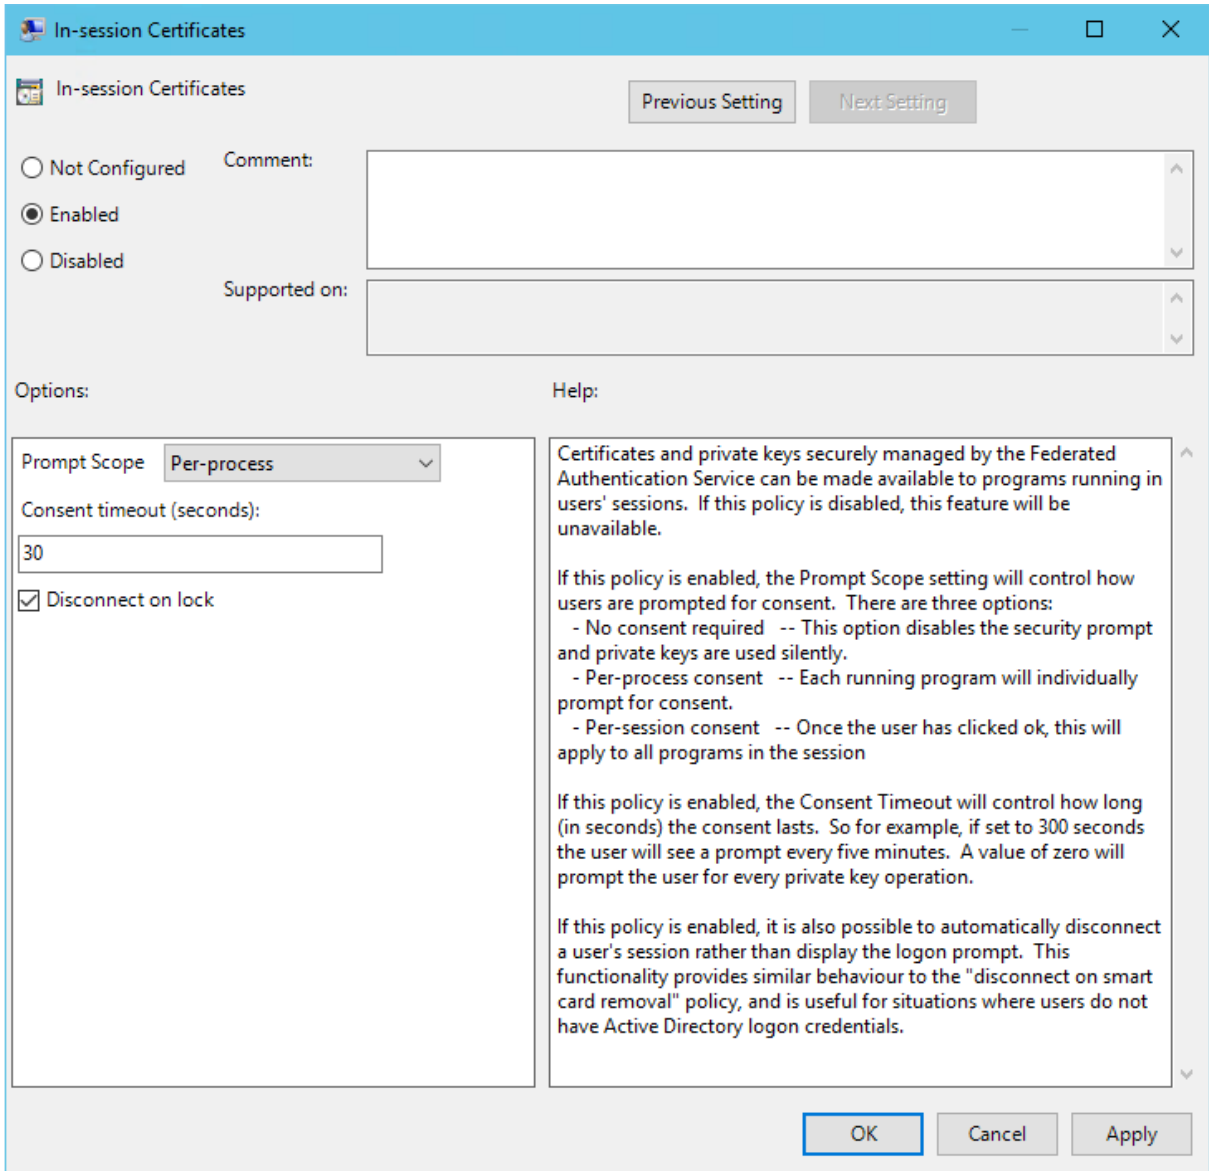 In-session Certificates
In-session Certificates
Previous Setting
Next Setting
Not Configured
Comment:
Enabled
Disabled
Supported on:
Options:
Help:
Prompt Scope
Per-process
Consent timeout (seconds):
30
Disconnect on lock
Certificates and private keys securely managed by the Federated
Authentication Service can be made available to programs running in
users' sessions.  If this policy is disabled, this feature will be
unavailable.
If this policy is enabled, the Prompt Scope setting will control how
users are prompted for consent.  There are three options:
- No consent required   -- This option disables the security prompt
and private keys are used silently.
- Per-process consent   -- Each running program will individually
prompt for consent.
- Per-session consent   -- Once the user has clicked ok, this will
apply to all programs in the session
If this policy is enabled, the Consent Timeout will control how long
(in seconds) the consent lasts.  So for example, if set to 300 seconds
the user will see a prompt every five minutes.  A value of zero will
prompt the user for every private key operation.
If this policy is enabled, it is also possible to automatically disconnect
a user's session rather than display the logon prompt.  This
functionality provides similar behaviour to the "disconnect on smart
card removal" policy, and is useful for situations where users do not
have Active Directory logon credentials.
OK
Cancel
Apply